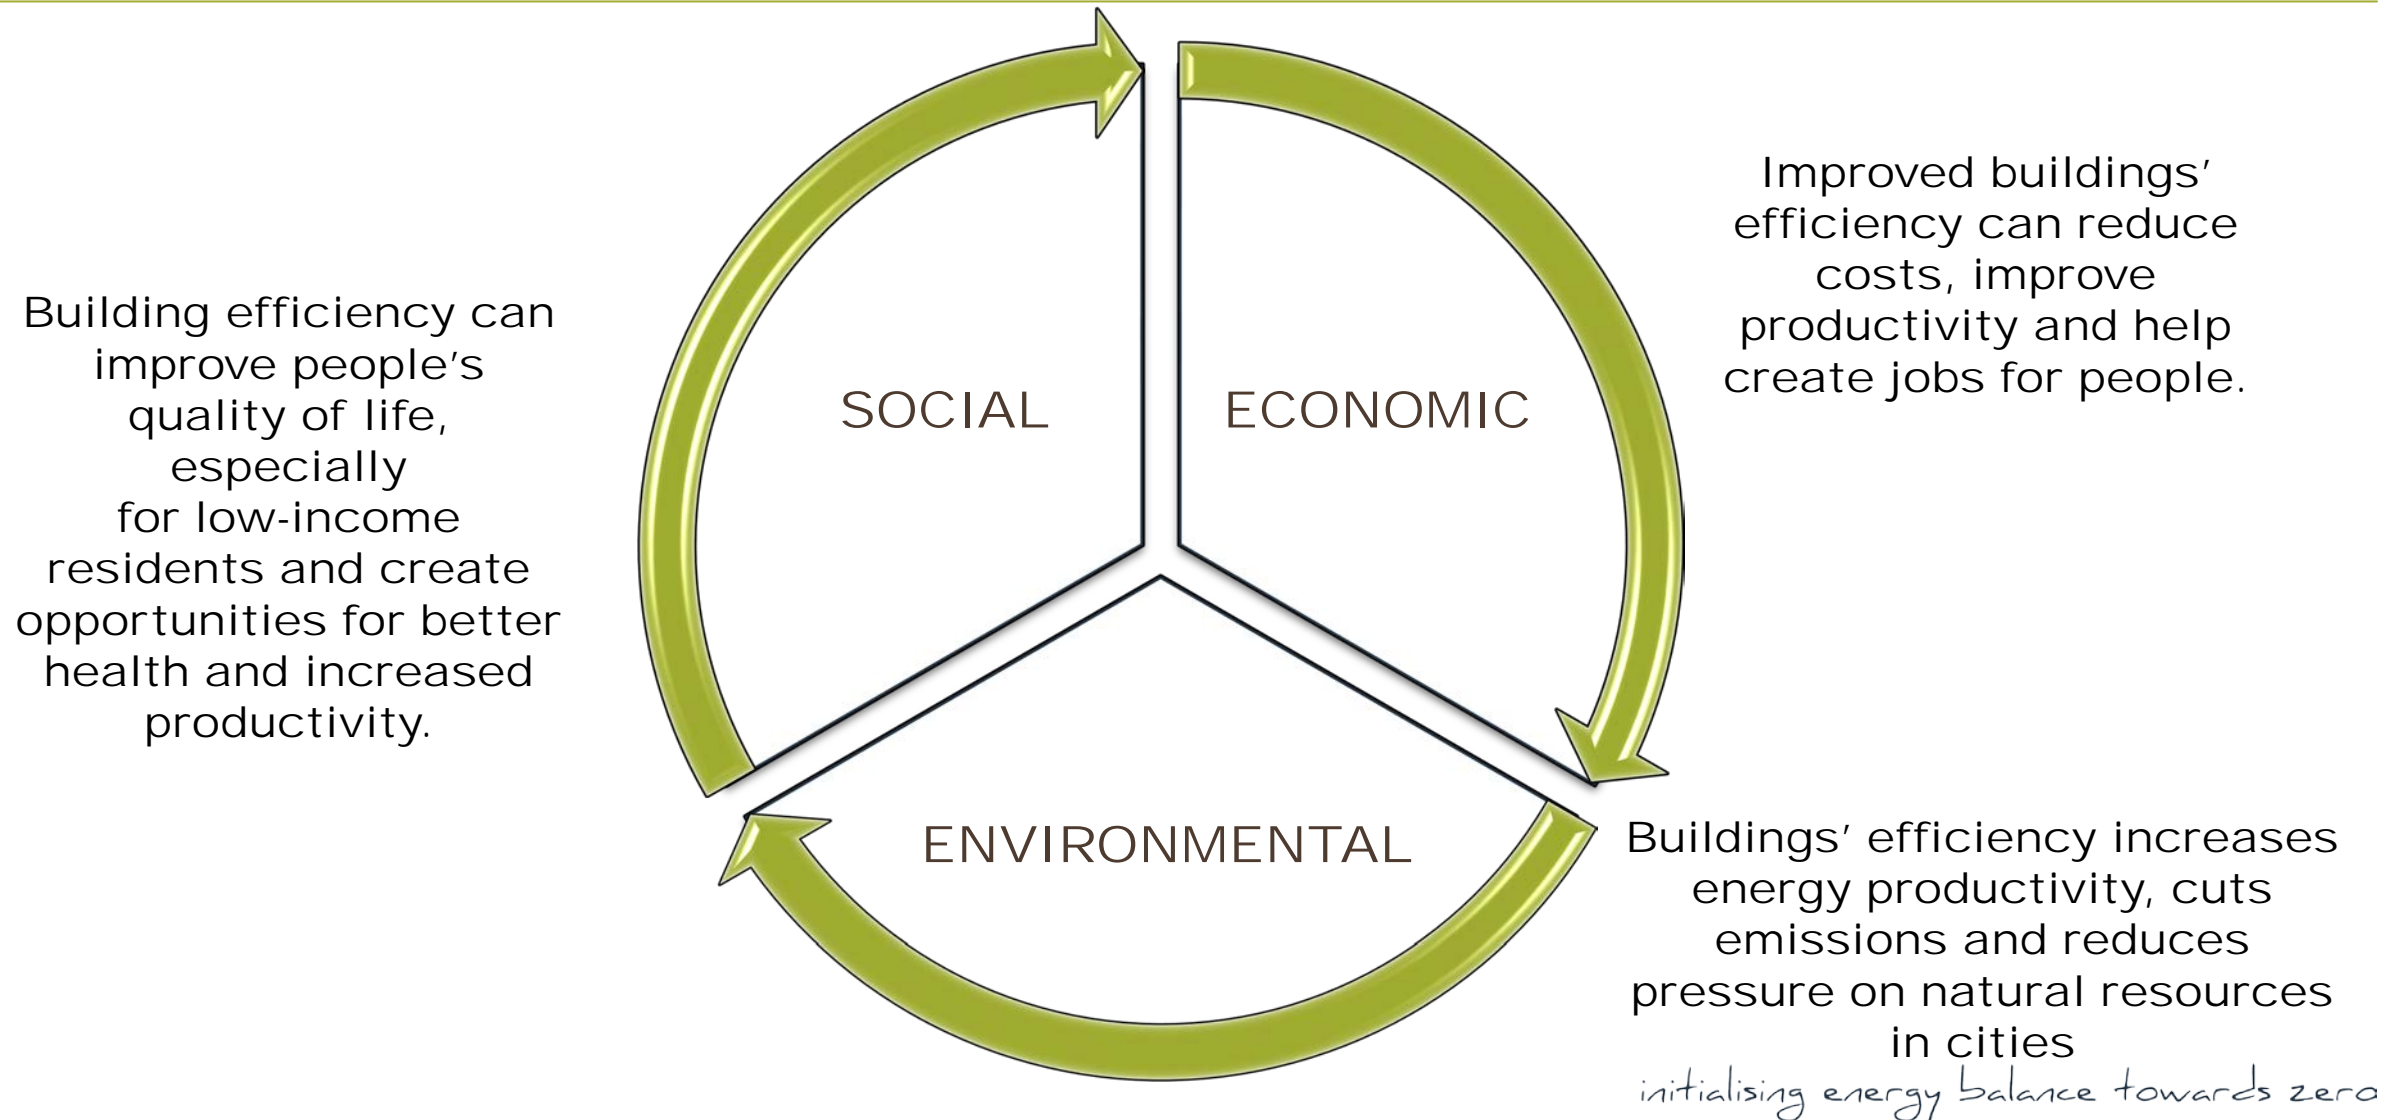 Building efficiency can
improve people's
quality of life,
especially
for low-income
residents and create
opportunities for better
health and increased
productivity.
SOCIAL
ECONOMIC
Improved buildings'
efficiency can reduce
costs, improve
productivity and help
create jobs for people.
ENVIRONMENTAL
Buildings' efficiency increases
energy productivity, cuts
emissions and reduces
pressure on natural resources
in cities
initialising energy balance towards zero